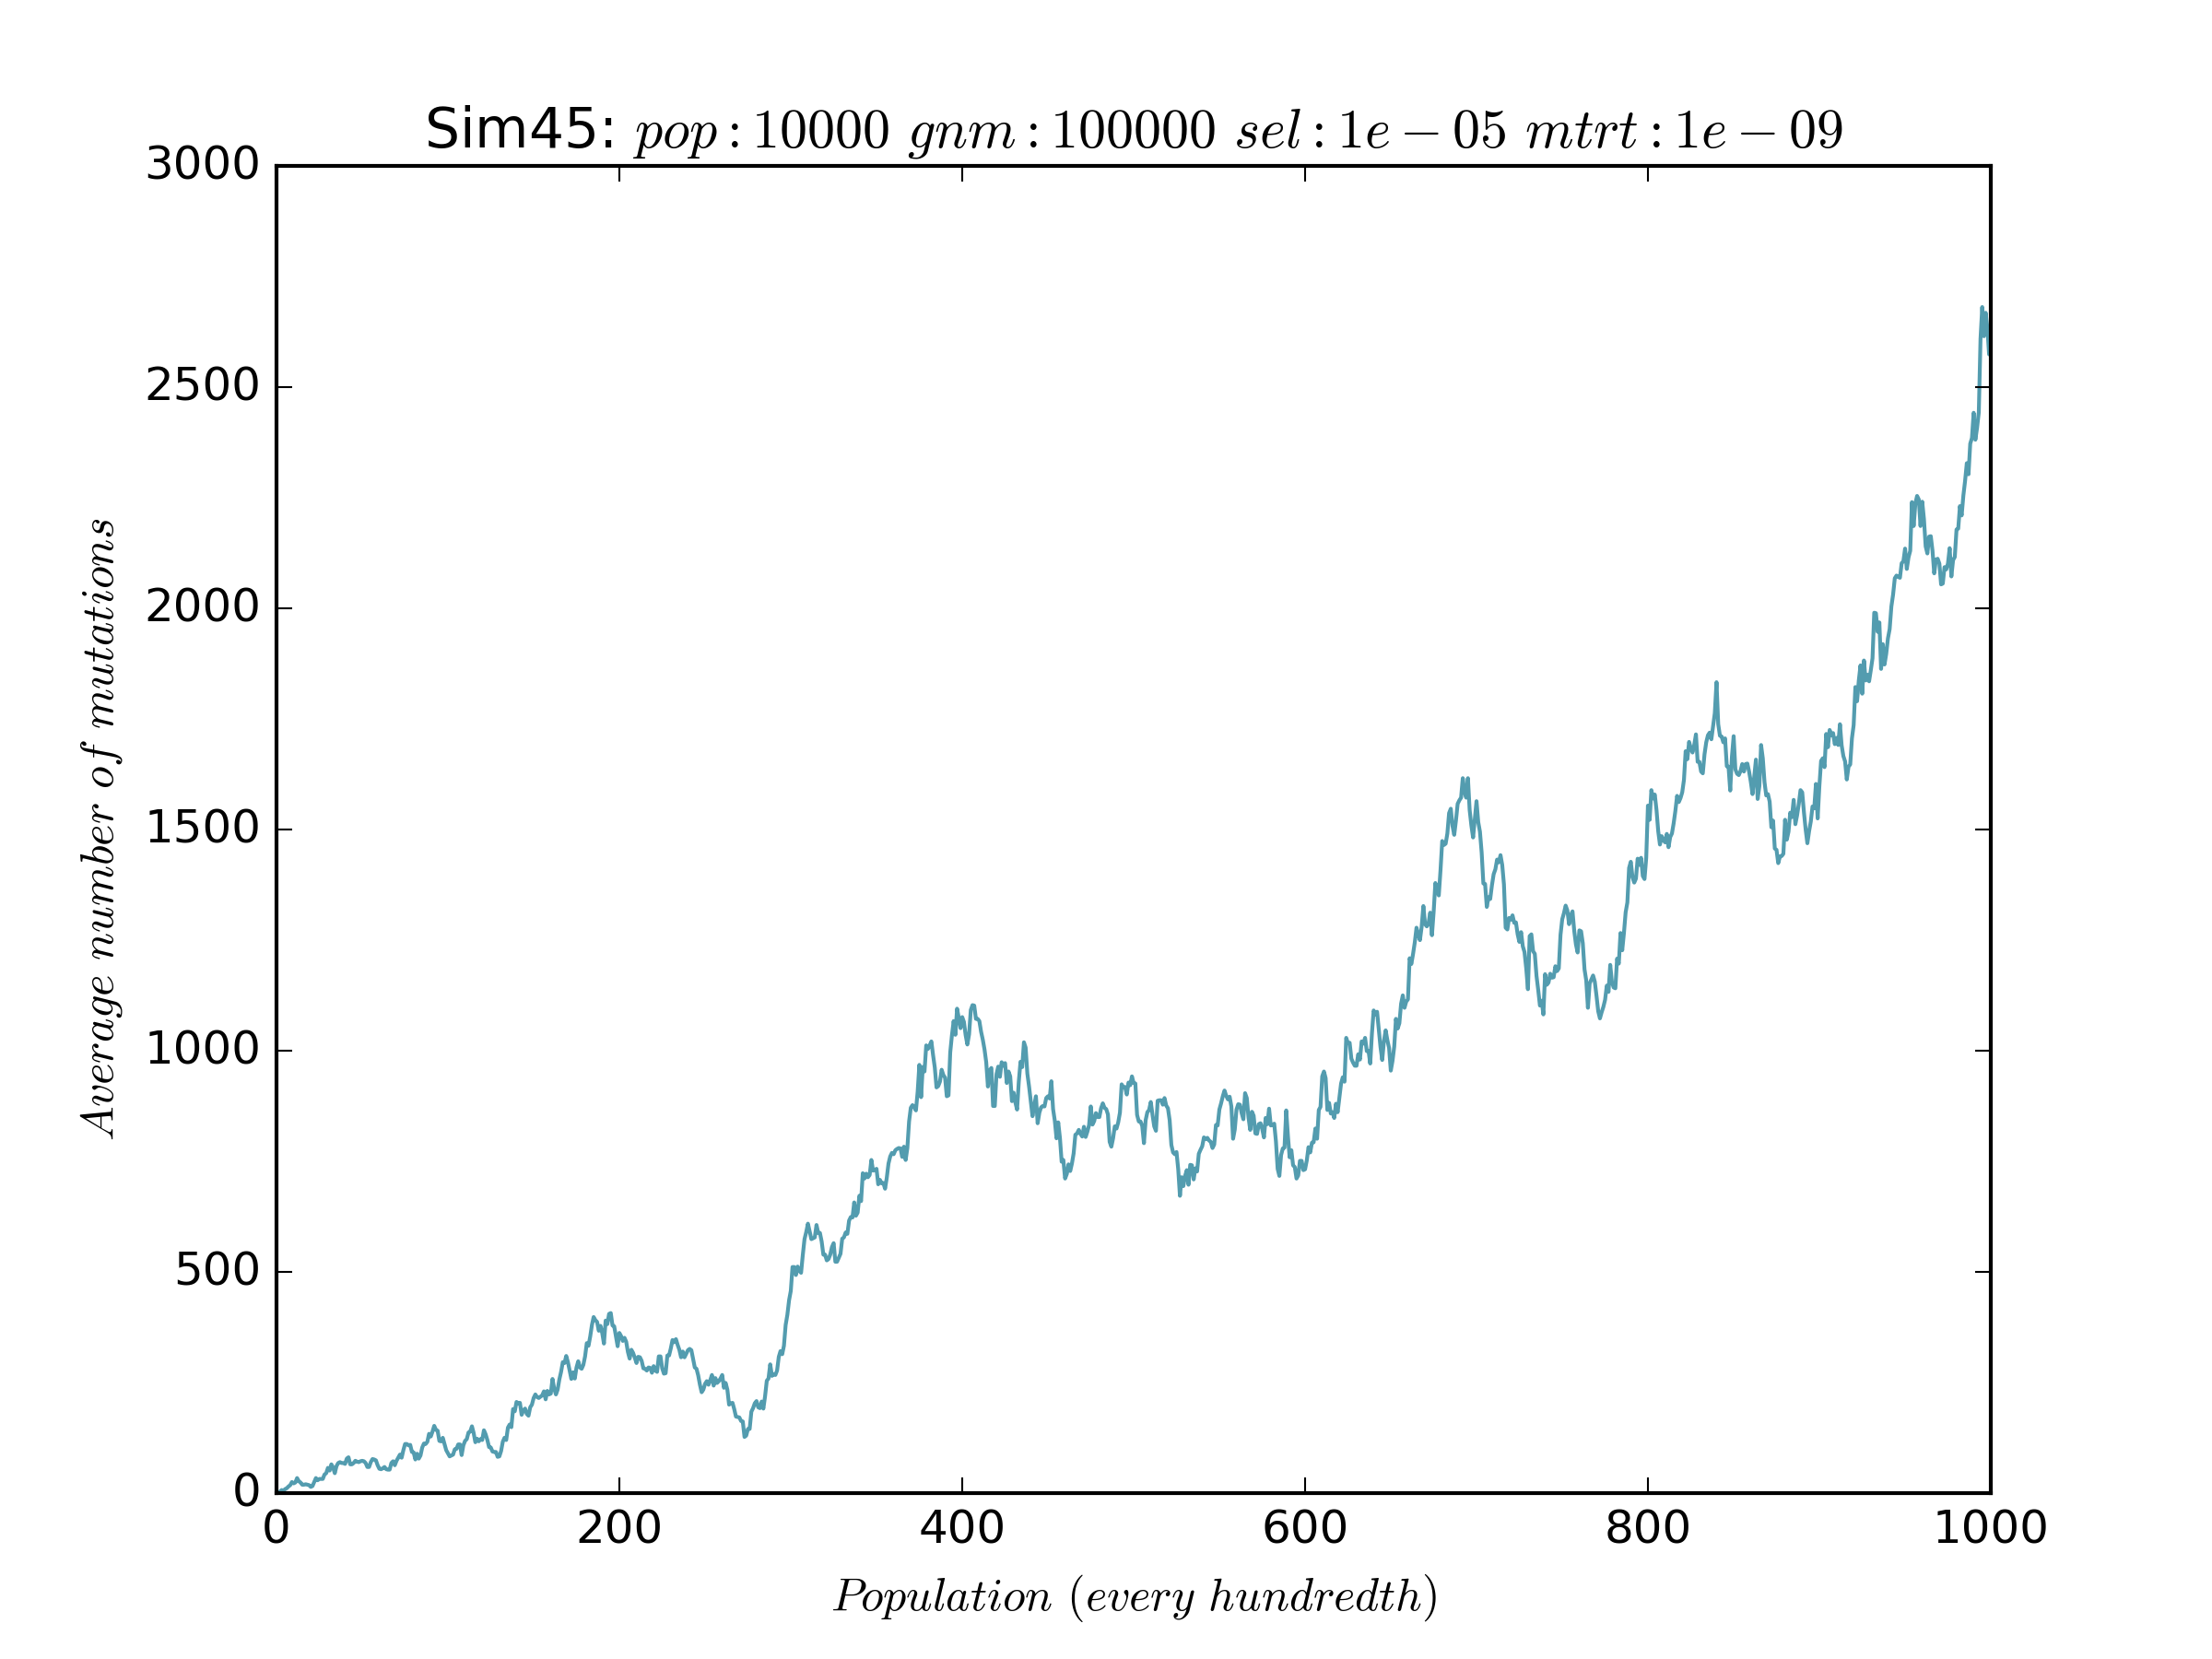 Sim45: pop : 10000 gnm : 100000 sel : 1e − 05 mtrt : 1e − 09
3000
2500
2000
1500
1000
500
0
Average number of mutations
0 200 400 600 800 1000
Population (every hundredth)